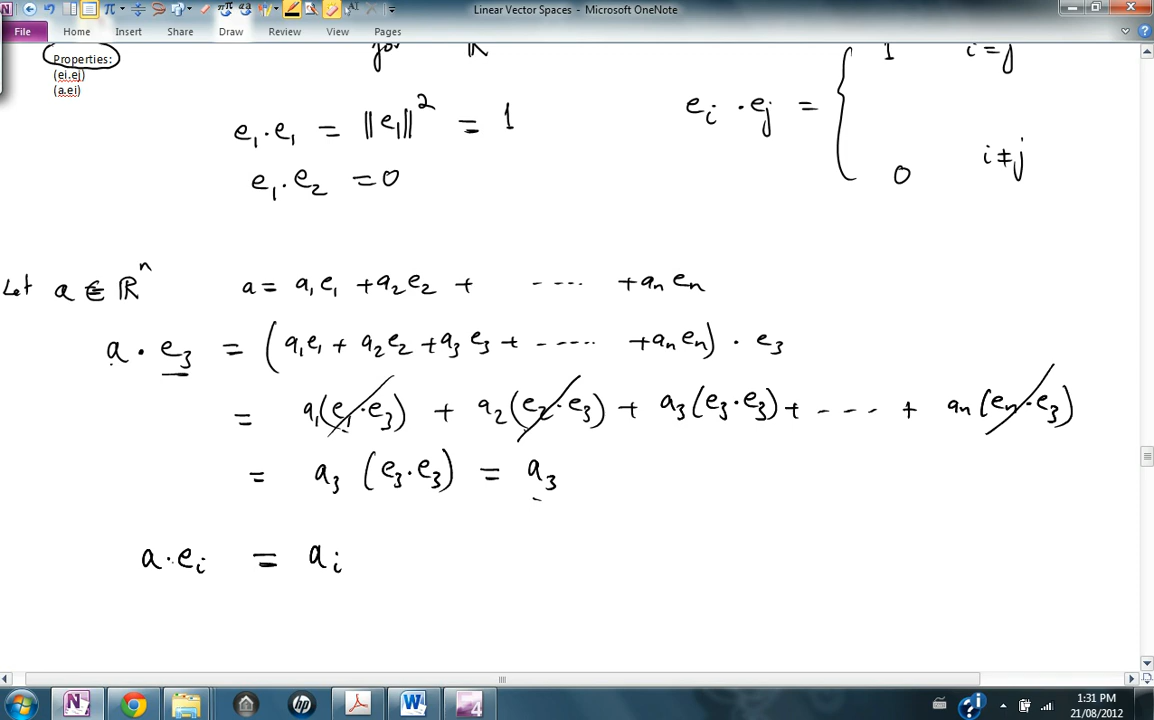 Linear Vector Spaces - Microsoft OneNote
File Home Insert Share Draw Review View Pages
Properties:
(ei.ej)
(a.ei)
for ℝ
1 i=j
e₁·e₁ = ‖e₁‖² = 1
eᵢ·eⱼ =
e₁·e₂ = 0
0 i≠j
Let a ∈ ℝⁿ a = a₁e₁ + a₂e₂ + ..... + aₙeₙ
a·e₃ = (a₁e₁ + a₂e₂ + a₃e₃ + ..... + aₙeₙ)·e₃
= a₁(e₁·e₃) + a₂(e₂·e₃) + a₃(e₃·e₃) + .... + aₙ(eₙ·e₃)
= a₃(e₃·e₃) = a₃
a·eᵢ = aᵢ
1:31 PM
21/08/2012